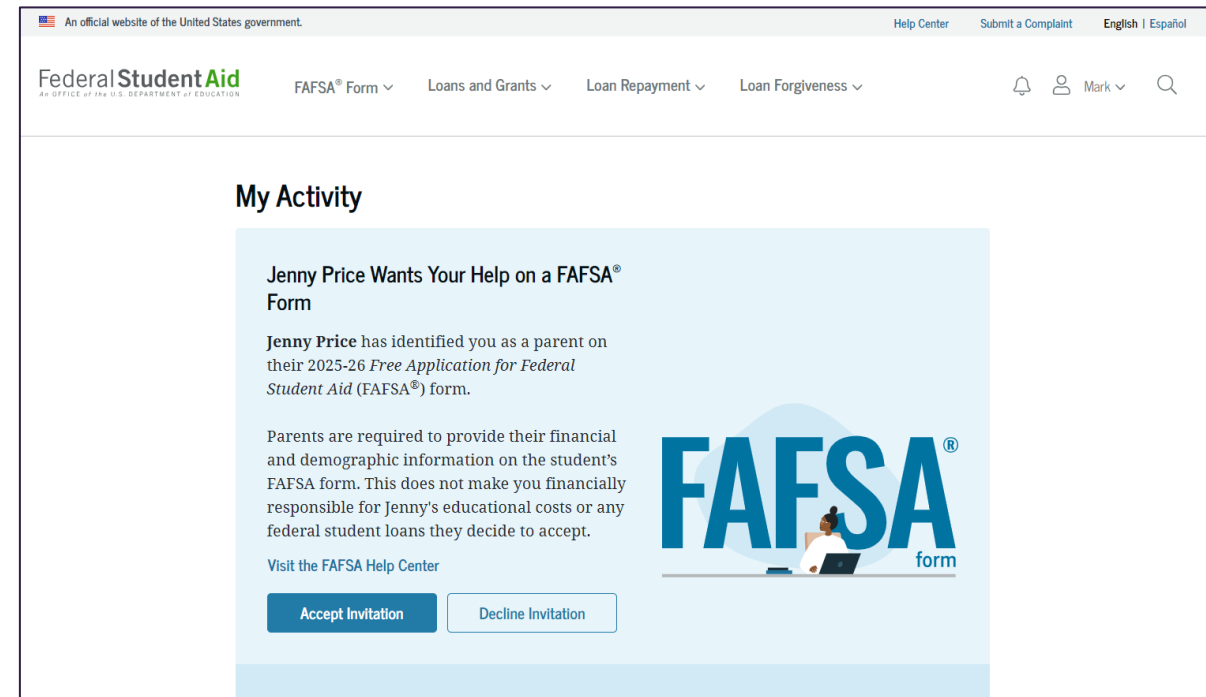 An official website of the United States government.
Help Center Submit a Complaint English | Español
Federal Student Aid
An OFFICE of the U.S. DEPARTMENT of EDUCATION
FAFSA® Form Loans and Grants Loan Repayment Loan Forgiveness Mark
My Activity
Jenny Price Wants Your Help on a FAFSA®
Form
Jenny Price has identified you as a parent on
their 2025-26 Free Application for Federal
Student Aid (FAFSA®) form.
Parents are required to provide their financial
and demographic information on the student’s
FAFSA form. This does not make you financially
responsible for Jenny's educational costs or any
federal student loans they decide to accept.
Visit the FAFSA Help Center
Accept Invitation Decline Invitation
FAFSA®
form